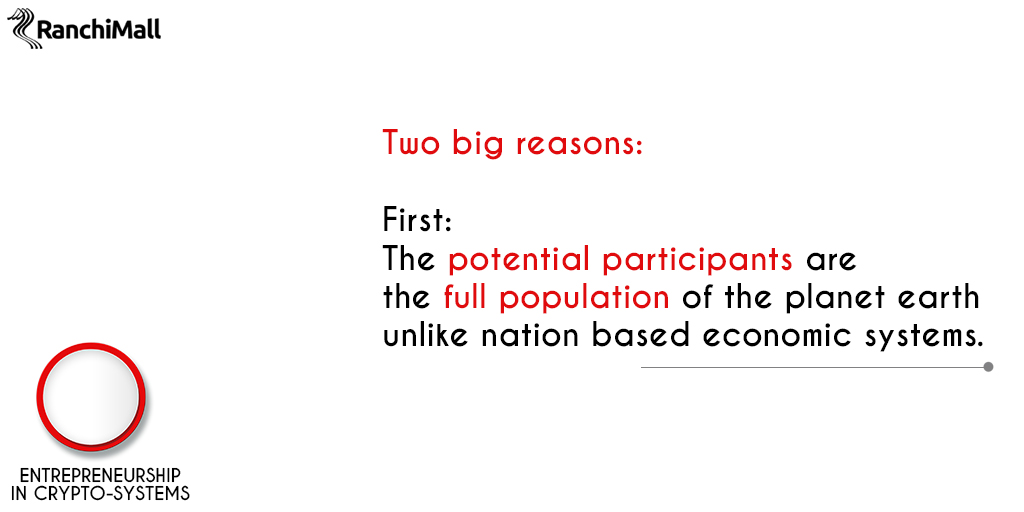 RanchiMall
Two big reasons:
First:
The potential participants are
the full population of the planet earth
unlike nation based economic systems.
ENTREPRENEURSHIP
IN CRYPTO-SYSTEMS